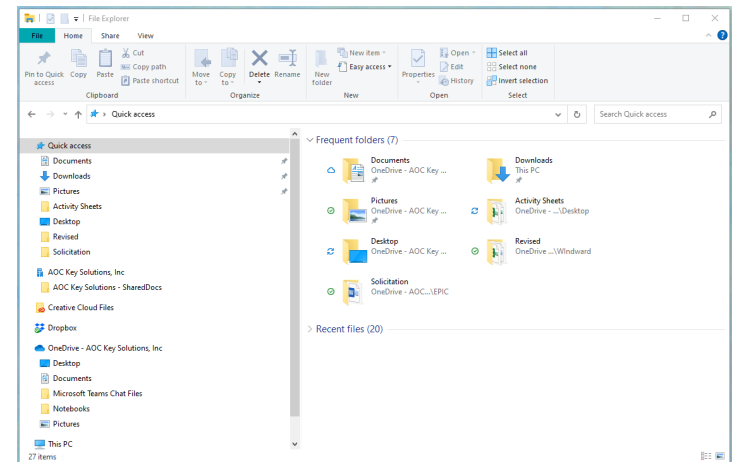 File Explorer
File Home Share View
Pin to Quick access
Copy
Paste
Cut
Copy path
Paste shortcut
Clipboard
Move to
Copy to
Delete
Rename
Organize
New folder
New item
Easy access
New
Properties
Open
Edit
History
Open
Select all
Select none
Invert selection
Select
Quick access
Search Quick access
Quick access
Documents
Downloads
Pictures
Activity Sheets
Desktop
Revised
Solicitation
AOC Key Solutions, Inc
AOC Key Solutions - SharedDocs
Creative Cloud Files
Dropbox
OneDrive - AOC Key Solutions, Inc
Desktop
Documents
Microsoft Teams Chat Files
Notebooks
Pictures
This PC
Frequent folders (7)
Documents
OneDrive - AOC Key ...
Downloads
This PC
Pictures
OneDrive - AOC Key ...
Activity Sheets
OneDrive - ...\Desktop
Desktop
OneDrive - AOC Key ...
Revised
OneDrive ...\Windward
Solicitation
OneDrive - AOC...\EPIC
Recent files (20)
27 items